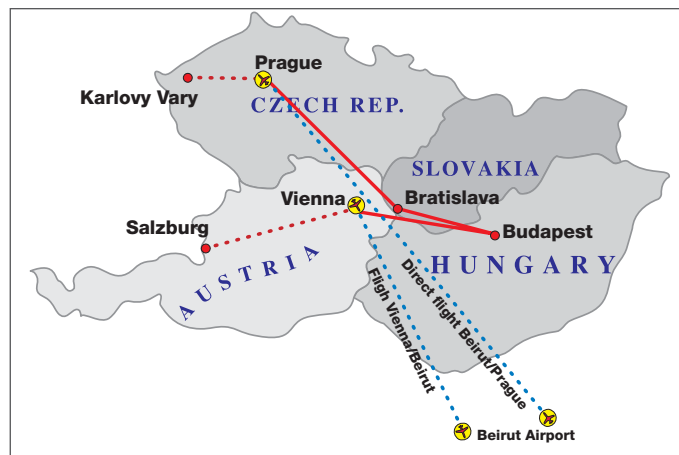 Prague
Karlovy Vary
CZECH REP.
SLOVAKIA
Vienna
Bratislava
Salzburg
Budapest
AUSTRIA
HUNGARY
Fligh Vienna/Beirut
Direct flight Beirut/Prague
Beirut Airport